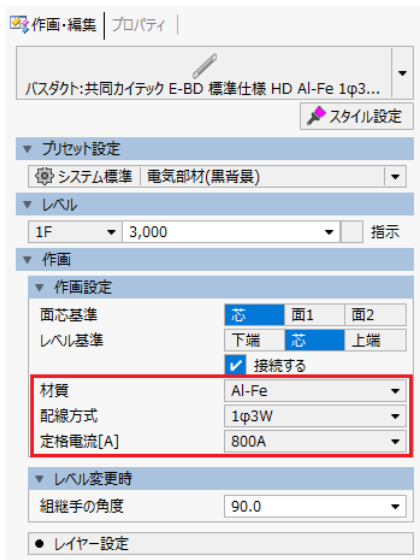 作画・編集 プロパティ
バスダクト:共同カイテック E-BD 標準仕様 HD Al-Fe 1φ3...
スタイル設定
プリセット設定
システム標準 電気部材(黒背景)
レベル
1F 3,000 指示
作画
作画設定
面芯基準 芯 面1 面2
レベル基準 下端 芯 上端
接続する
材質 Al-Fe
配線方式 1φ3W
定格電流[A] 800A
レベル変更時
組継手の角度 90.0
レイヤー設定